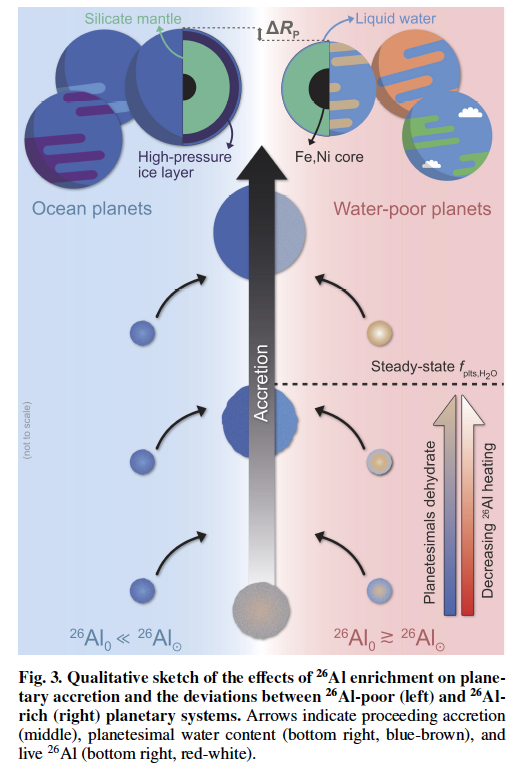 Silicate mantle
ΔR_P
Liquid water
High-pressure
ice layer
Fe,Ni core
Ocean planets
Water-poor planets
Accretion
Steady-state f_plts,H₂O
(not to scale)
Planetesimals dehydrate
Decreasing ²⁶Al heating
²⁶Al₀ ≪ ²⁶Al☉
²⁶Al₀ ≳ ²⁶Al☉
Fig. 3. Qualitative sketch of the effects of ²⁶Al enrichment on plane-
tary accretion and the deviations between ²⁶Al-poor (left) and ²⁶Al-
rich (right) planetary systems. Arrows indicate proceeding accretion
(middle), planetesimal water content (bottom right, blue-brown), and
live ²⁶Al (bottom right, red-white).